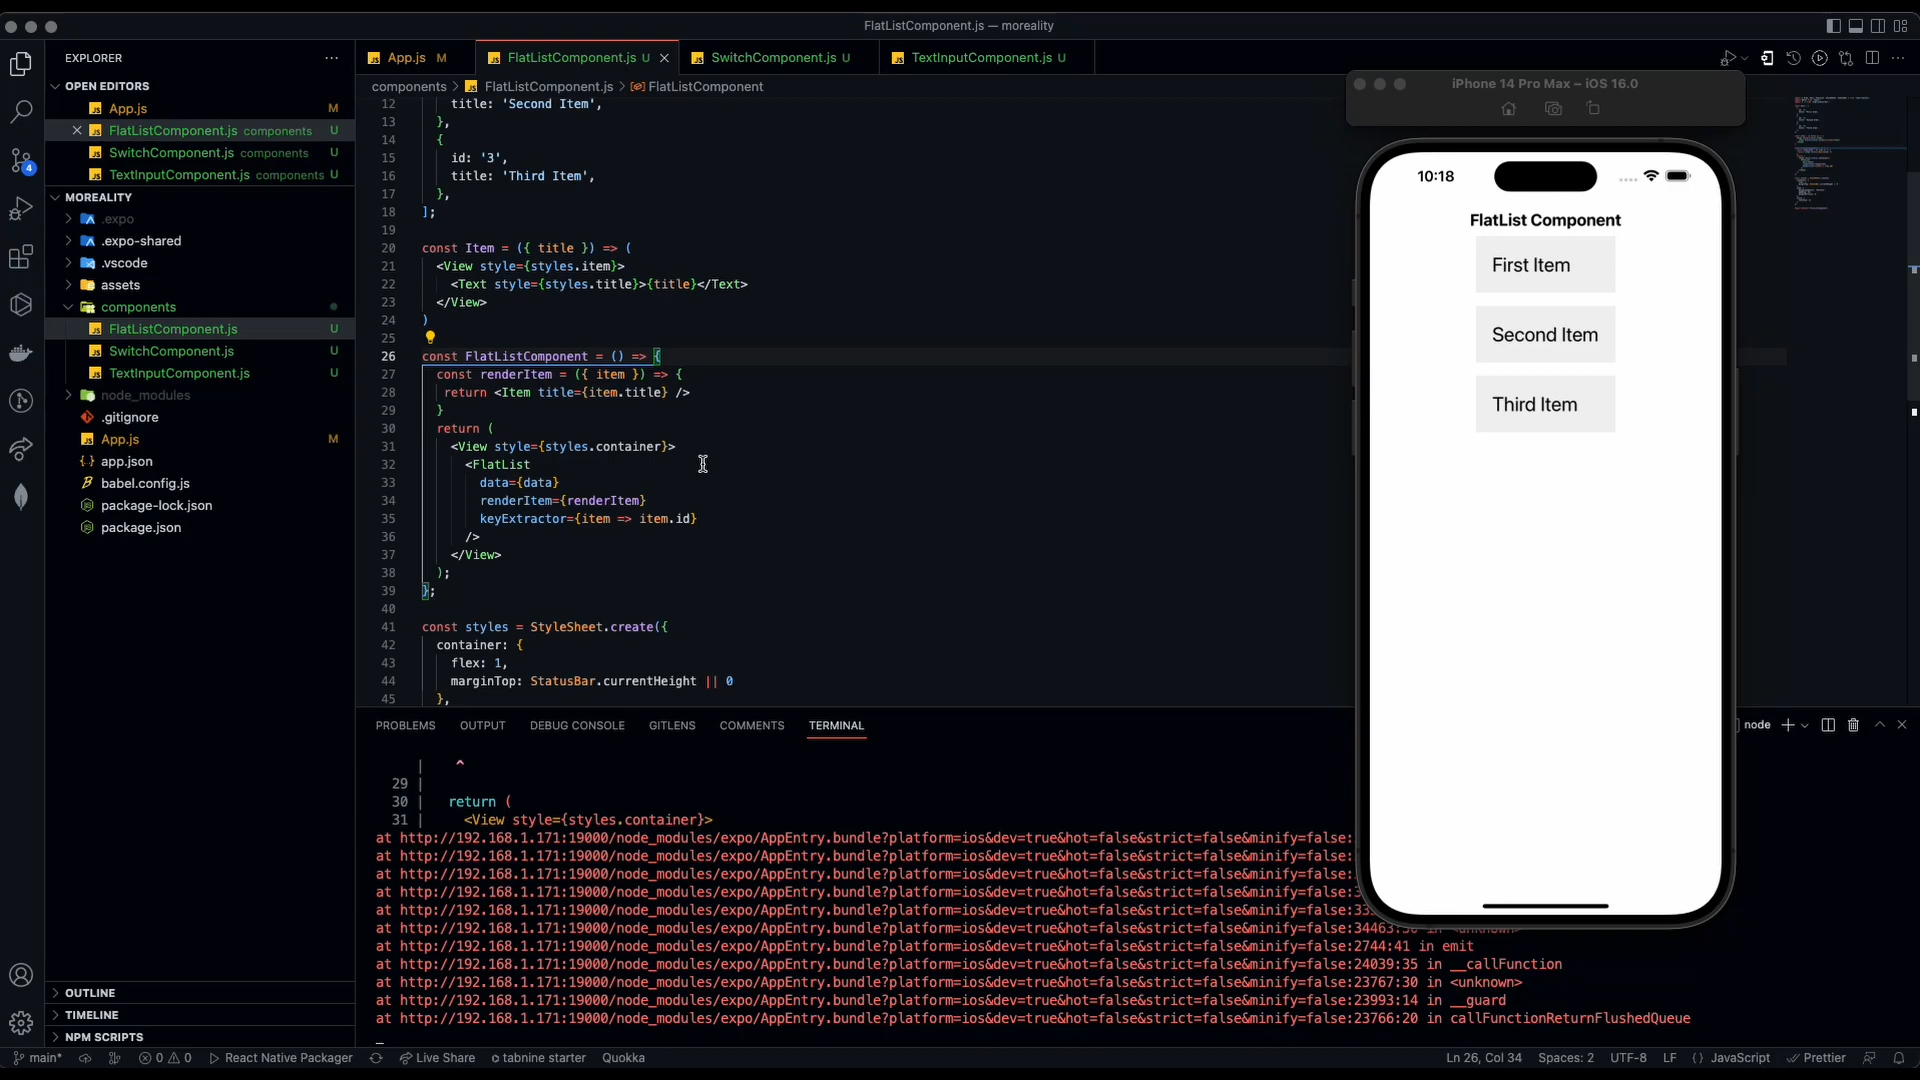 FlatListComponent.js — moreality
EXPLORER
OPEN EDITORS
App.js M
FlatListComponent.js components U
SwitchComponent.js components U
TextInputComponent.js components U
MOREALITY
.expo
.expo-shared
.vscode
assets
components
FlatListComponent.js U
SwitchComponent.js U
TextInputComponent.js U
node_modules
.gitignore
App.js M
app.json
babel.config.js
package-lock.json
package.json
OUTLINE
TIMELINE
NPM SCRIPTS
4
App.js M
FlatListComponent.js U
SwitchComponent.js U
TextInputComponent.js U
components > FlatListComponent.js > FlatListComponent
12 title: 'Second Item',
13 },
14 {
15 id: '3',
16 title: 'Third Item',
17 },
18 ];
19
20 const Item = ({ title }) => (
21 <View style={styles.item}>
22 <Text style={styles.title}>{title}</Text>
23 </View>
24 )
25
26 const FlatListComponent = () => {
27 const renderItem = ({ item }) => {
28 return <Item title={item.title} />
29 }
30 return (
31 <View style={styles.container}>
32 <FlatList
33 data={data}
34 renderItem={renderItem}
35 keyExtractor={item => item.id}
36 />
37 </View>
38 );
39 };
40
41 const styles = StyleSheet.create({
42 container: {
43 flex: 1,
44 marginTop: StatusBar.currentHeight || 0
45 },
iPhone 14 Pro Max – iOS 16.0
10:18
FlatList Component
First Item
Second Item
Third Item
PROBLEMS OUTPUT DEBUG CONSOLE GITLENS COMMENTS TERMINAL
node
| ^
29 |
30 | return (
31 | <View style={styles.container}>
at http://192.168.1.171:19000/node_modules/expo/AppEntry.bundle?platform=ios&dev=true&hot=false&strict=false&minify=false:
at http://192.168.1.171:19000/node_modules/expo/AppEntry.bundle?platform=ios&dev=true&hot=false&strict=false&minify=false:
at http://192.168.1.171:19000/node_modules/expo/AppEntry.bundle?platform=ios&dev=true&hot=false&strict=false&minify=false:
at http://192.168.1.171:19000/node_modules/expo/AppEntry.bundle?platform=ios&dev=true&hot=false&strict=false&minify=false:
at http://192.168.1.171:19000/node_modules/expo/AppEntry.bundle?platform=ios&dev=true&hot=false&strict=false&minify=false:
at http://192.168.1.171:19000/node_modules/expo/AppEntry.bundle?platform=ios&dev=true&hot=false&strict=false&minify=false:34463:30 in <unknown>
at http://192.168.1.171:19000/node_modules/expo/AppEntry.bundle?platform=ios&dev=true&hot=false&strict=false&minify=false:2744:41 in emit
at http://192.168.1.171:19000/node_modules/expo/AppEntry.bundle?platform=ios&dev=true&hot=false&strict=false&minify=false:24039:35 in __callFunction
at http://192.168.1.171:19000/node_modules/expo/AppEntry.bundle?platform=ios&dev=true&hot=false&strict=false&minify=false:23767:30 in <unknown>
at http://192.168.1.171:19000/node_modules/expo/AppEntry.bundle?platform=ios&dev=true&hot=false&strict=false&minify=false:23993:14 in __guard
at http://192.168.1.171:19000/node_modules/expo/AppEntry.bundle?platform=ios&dev=true&hot=false&strict=false&minify=false:23766:20 in callFunctionReturnFlushedQueue
main* 0 0 React Native Packager Live Share tabnine starter Quokka Ln 26, Col 34 Spaces: 2 UTF-8 LF {} JavaScript Prettier